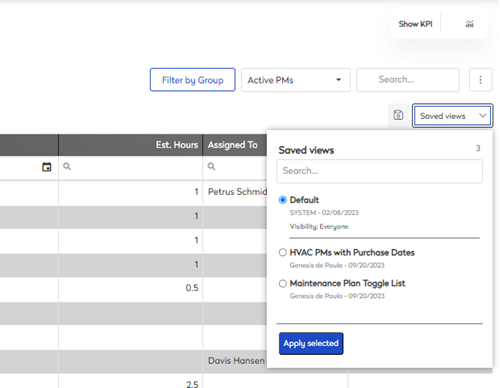 Show KPI
Filter by Group
Active PMs
Search...
Saved views
Est. Hours
Assigned To
Saved views
3
Search...
1
Petrus Schmid
Default
SYSTEM - 02/08/2023
1
Visibility: Everyone
1
HVAC PMs with Purchase Dates
1
Genesis de Paula - 09/20/2023
0.5
Maintenance Plan Toggle List
Genesis de Paula - 09/20/2023
Apply selected
Davis Hansen
2.5